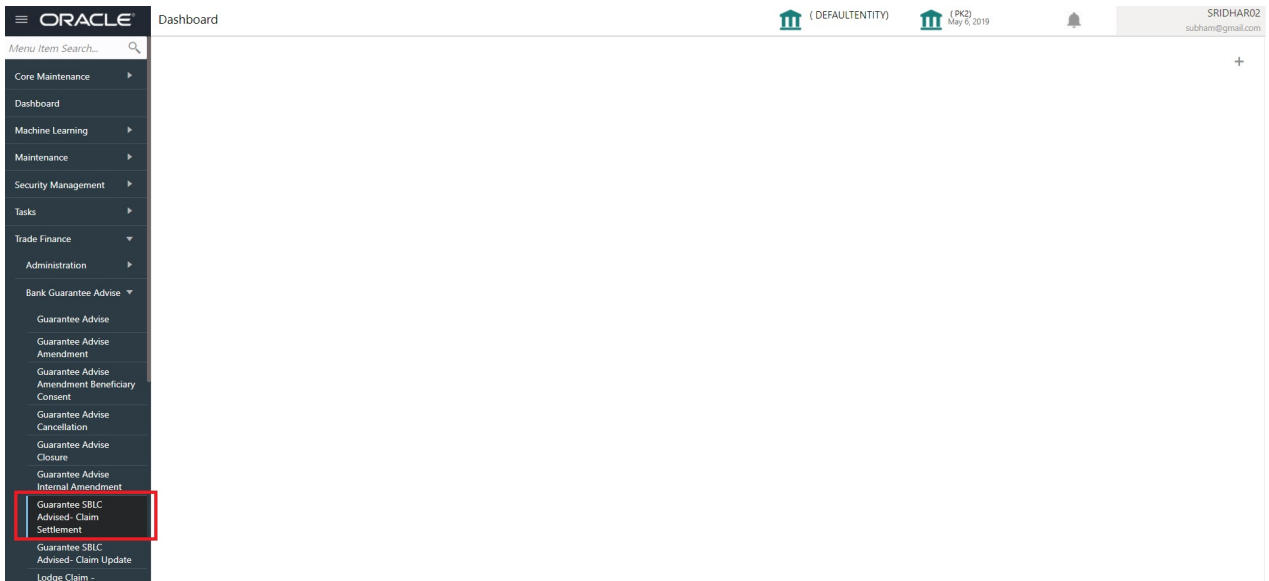 ORACLE
Dashboard
( DEFAULTENTITY)
( PK2)
May 6, 2019
SRIDHAR02
subham@gmail.com
Menu Item Search...
Core Maintenance
Dashboard
Machine Learning
Maintenance
Security Management
Tasks
Trade Finance
Administration
Bank Guarantee Advise
Guarantee Advise
Guarantee Advise
Amendment
Guarantee Advise
Amendment Beneficiary
Consent
Guarantee Advise
Cancellation
Guarantee Advise
Closure
Guarantee Advise
Internal Amendment
Guarantee SBLC
Advised- Claim
Settlement
Guarantee SBLC
Advised- Claim Update
Lodge Claim -